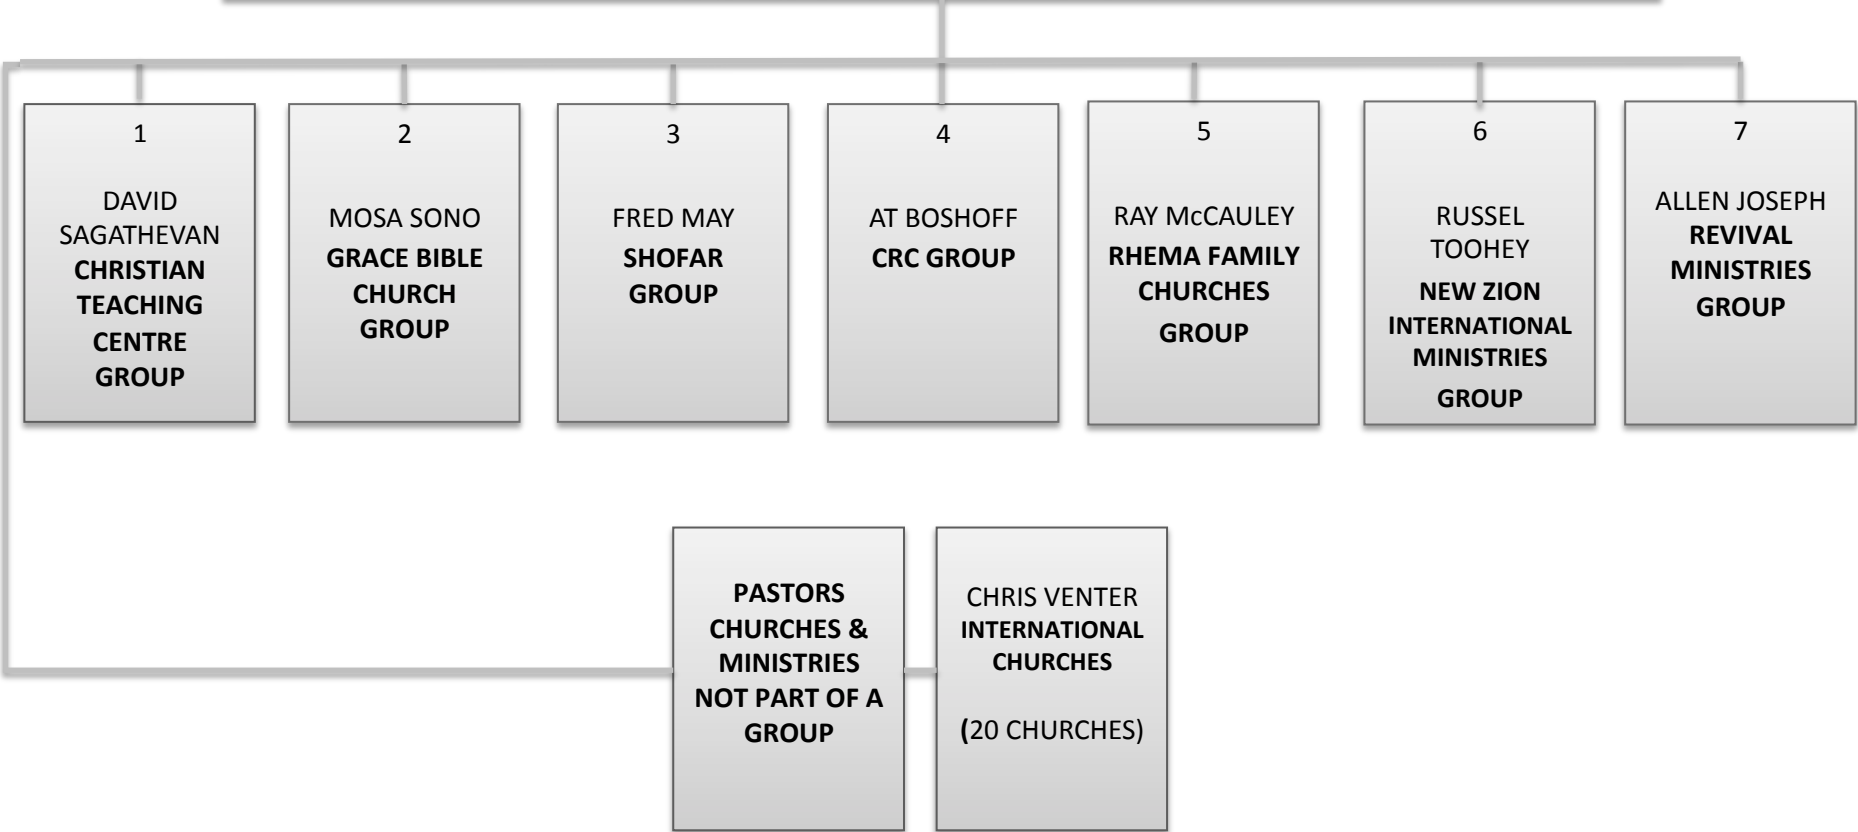 1
DAVID
SAGATHEVAN
CHRISTIAN
TEACHING
CENTRE
GROUP
2
MOSA SONO
GRACE BIBLE
CHURCH
GROUP
3
FRED MAY
SHOFAR
GROUP
4
AT BOSHOFF
CRC GROUP
5
RAY McCAULEY
RHEMA FAMILY
CHURCHES
GROUP
6
RUSSEL
TOOHEY
NEW ZION
INTERNATIONAL
MINISTRIES
GROUP
7
ALLEN JOSEPH
REVIVAL
MINISTRIES
GROUP
PASTORS
CHURCHES &
MINISTRIES
NOT PART OF A
GROUP
CHRIS VENTER
INTERNATIONAL
CHURCHES
(20 CHURCHES)